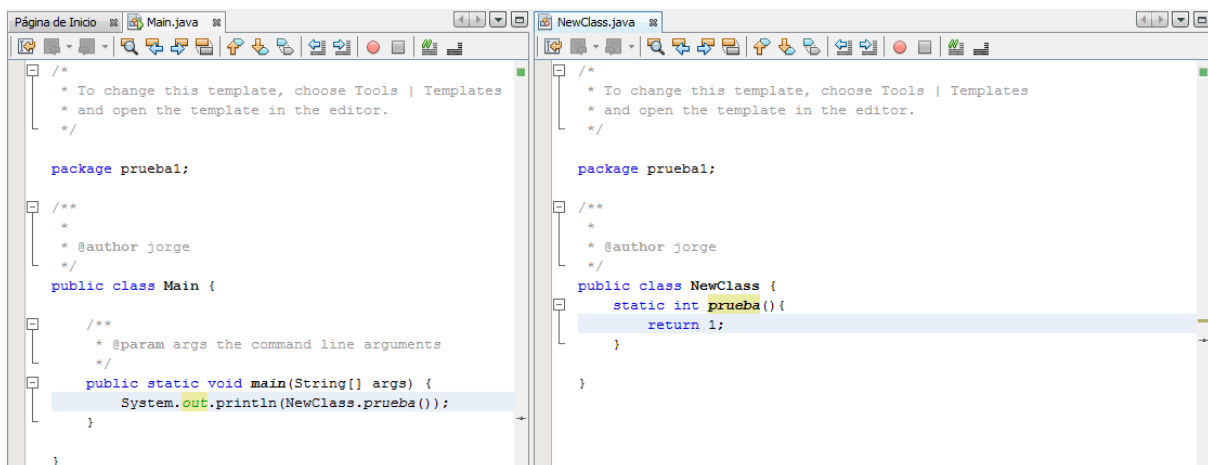 Página de Inicio
Main.java
/*
 * To change this template, choose Tools | Templates
 * and open the template in the editor.
 */
package prueba1;
/**
 *
 * @author jorge
 */
public class Main {
/**
 * @param args the command line arguments
 */
public static void main(String[] args) {
System.out.println(NewClass.prueba());
}
}
NewClass.java
/*
 * To change this template, choose Tools | Templates
 * and open the template in the editor.
 */
package prueba1;
/**
 *
 * @author jorge
 */
public class NewClass {
static int prueba(){
return 1;
}
}